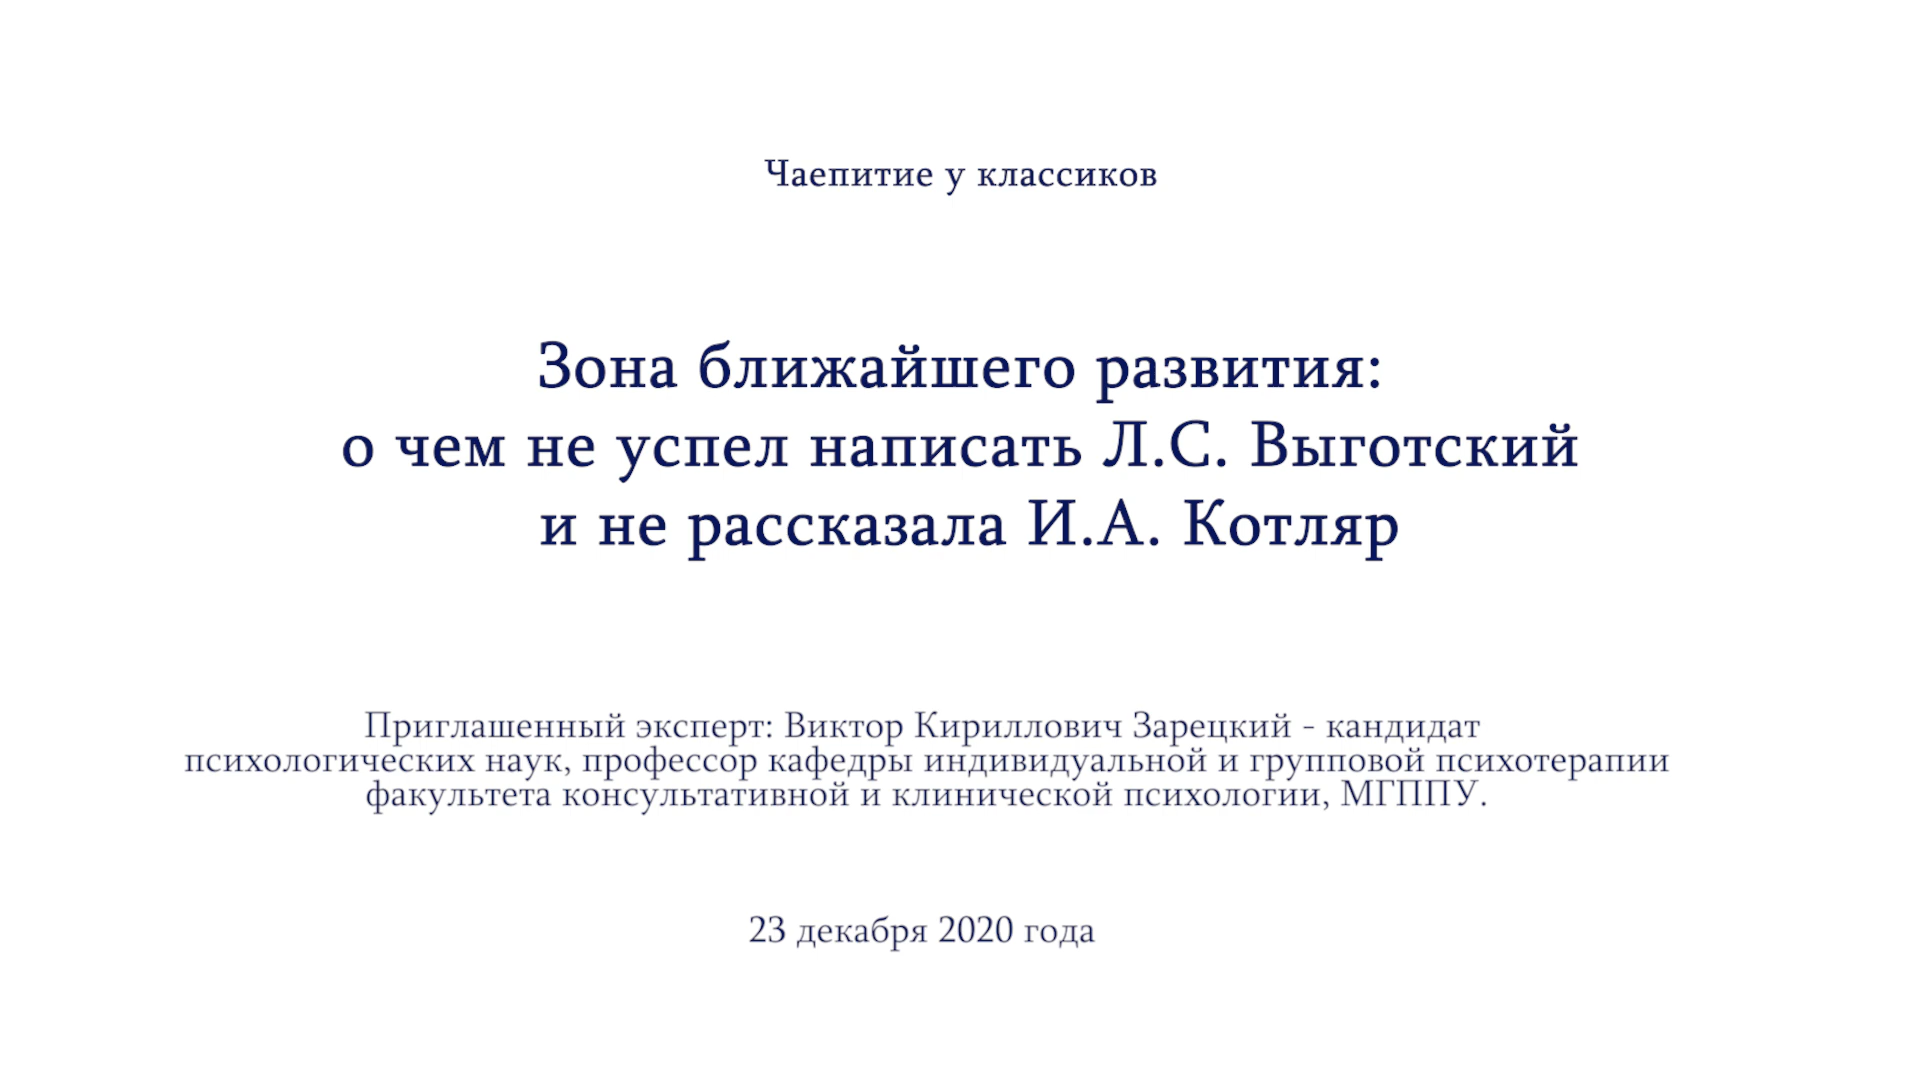 Чаепитие у классиков
Зона ближайшего развития:
о чем не успел написать Л.С. Выготский
и не рассказала И.А. Котляр
Приглашенный эксперт: Виктор Кириллович Зарецкий - кандидат
психологических наук, профессор кафедры индивидуальной и групповой психотерапии
факультета консультативной и клинической психологии, МГППУ.
23 декабря 2020 года